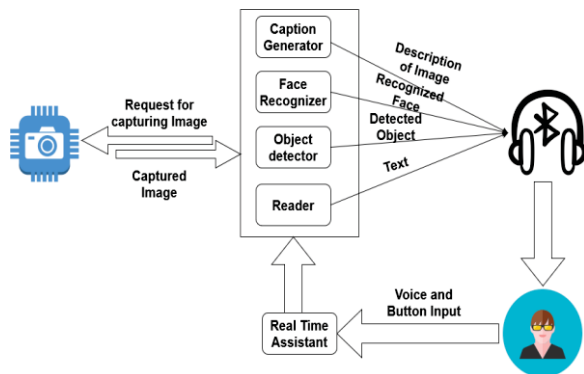 Caption
Generator
Face
Recognizer
Object
detector
Reader
Request for
capturing Image
Captured
Image
Description
of Image
Recognized
Face
Detected
Object
Text
Voice and
Button Input
Real Time
Assistant